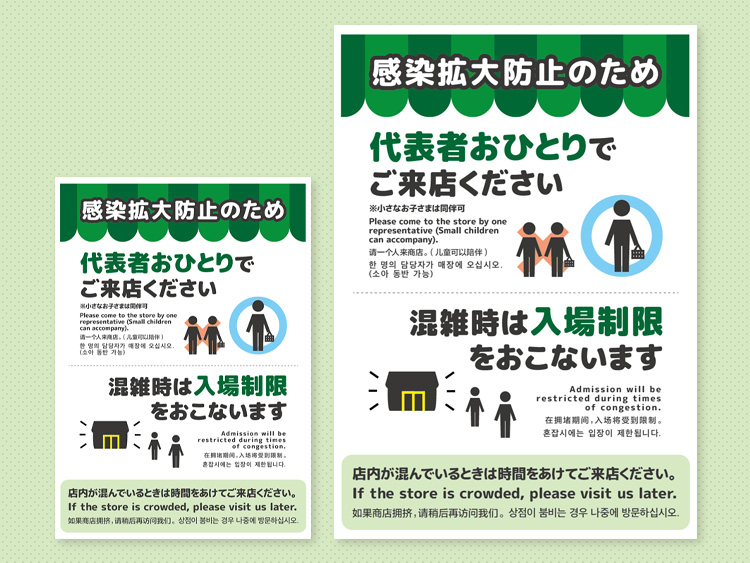 感染拡大防止のため
代表者おひとりで
ご来店ください
※小さなお子さまは同伴可
Please come to the store by one
representative (Small children
can accompany).
请一个人来商店。（儿童可以陪伴）
한 명의 담당자가 매장에 오십시오.
(소아 동반 가능)
混雑時は入場制限
をおこないます
Admission will be
restricted during times
of congestion.
在拥堵期间，入场将受到限制。
혼잡시에는 입장이 제한됩니다.
店内が混んでいるときは時間をあけてご来店ください。
If the store is crowded, please visit us later.
如果商店拥挤，请稍后再访问我们。 상점이 붐비는 경우 나중에 방문하십시오.
感染拡大防止のため
代表者おひとりで
ご来店ください
※小さなお子さまは同伴可
Please come to the store by one
representative (Small children
can accompany).
请一个人来商店。（儿童可以陪伴）
한 명의 담당자가 매장에 오십시오.
(소아 동반 가능)
混雑時は入場制限
をおこないます
Admission will be
restricted during times
of congestion.
在拥堵期间，入场将受到限制。
혼잡시에는 입장이 제한됩니다.
店内が混んでいるときは時間をあけてご来店ください。
If the store is crowded, please visit us later.
如果商店拥挤，请稍后再访问我们。 상점이 붐비는 경우 나중에 방문하십시오.